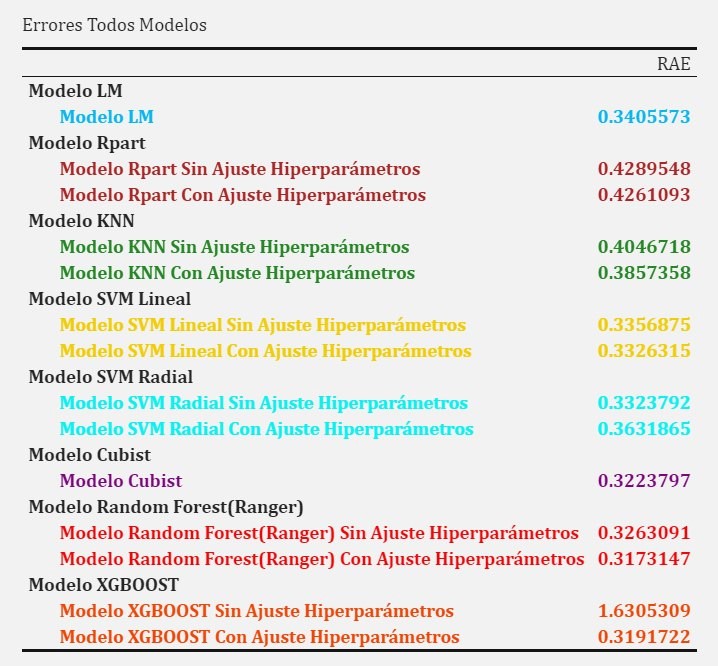 Errores Todos Modelos
RAE
Modelo LM
Modelo LM 0.3405573
Modelo Rpart
Modelo Rpart Sin Ajuste Hiperparámetros 0.4289548
Modelo Rpart Con Ajuste Hiperparámetros 0.4261093
Modelo KNN
Modelo KNN Sin Ajuste Hiperparámetros 0.4046718
Modelo KNN Con Ajuste Hiperparámetros 0.3857358
Modelo SVM Lineal
Modelo SVM Lineal Sin Ajuste Hiperparámetros 0.3356875
Modelo SVM Lineal Con Ajuste Hiperparámetros 0.3326315
Modelo SVM Radial
Modelo SVM Radial Sin Ajuste Hiperparámetros 0.3323792
Modelo SVM Radial Con Ajuste Hiperparámetros 0.3631865
Modelo Cubist
Modelo Cubist 0.3223797
Modelo Random Forest(Ranger)
Modelo Random Forest(Ranger) Sin Ajuste Hiperparámetros 0.3263091
Modelo Random Forest(Ranger) Con Ajuste Hiperparámetros 0.3173147
Modelo XGBOOST
Modelo XGBOOST Sin Ajuste Hiperparámetros 1.6305309
Modelo XGBOOST Con Ajuste Hiperparámetros 0.3191722